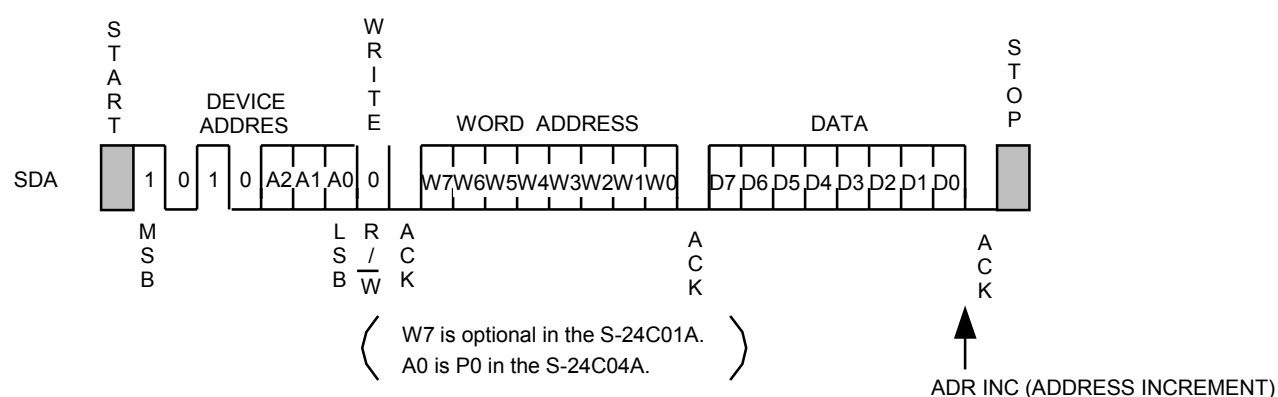 START
WRITE
STOP
DEVICE
ADDRES
WORD ADDRESS
DATA
SDA
1 0 1 0 A2 A1 A0 0
W7 W6 W5 W4 W3 W2 W1 W0
D7 D6 D5 D4 D3 D2 D1 D0
MSB
LSB
R/W
ACK
ACK
ACK
W7 is optional in the S-24C01A.
A0 is P0 in the S-24C04A.
ADR INC (ADDRESS INCREMENT)